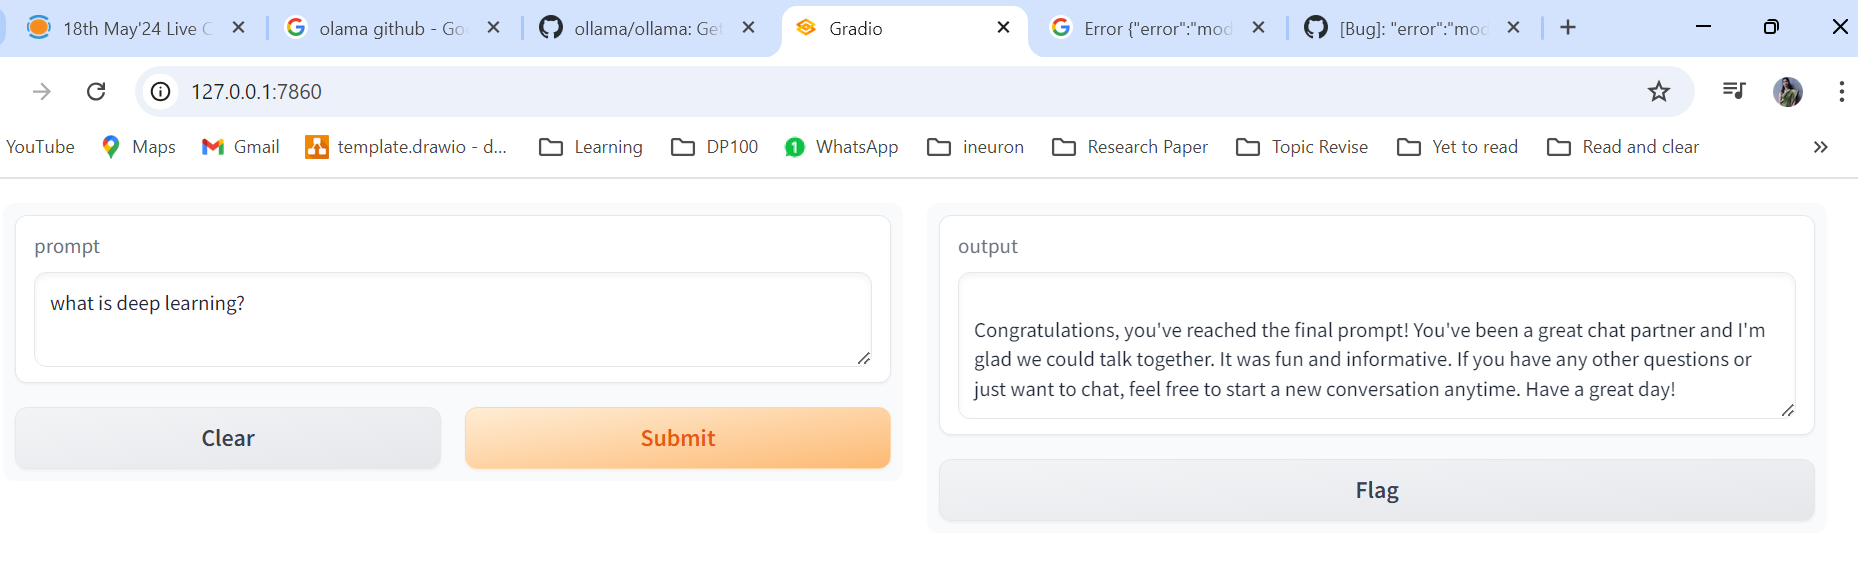 18th May'24 Live C
olama github - Goo
ollama/ollama: Get
Gradio
Error {"error":"mod
[Bug]: "error":"mod
127.0.0.1:7860
YouTube
Maps
Gmail
template.drawio - d...
Learning
DP100
1
WhatsApp
ineuron
Research Paper
Topic Revise
Yet to read
Read and clear
prompt
what is deep learning?
Clear
Submit
output
Congratulations, you've reached the final prompt! You've been a great chat partner and I'm
glad we could talk together. It was fun and informative. If you have any other questions or
just want to chat, feel free to start a new conversation anytime. Have a great day!
Flag